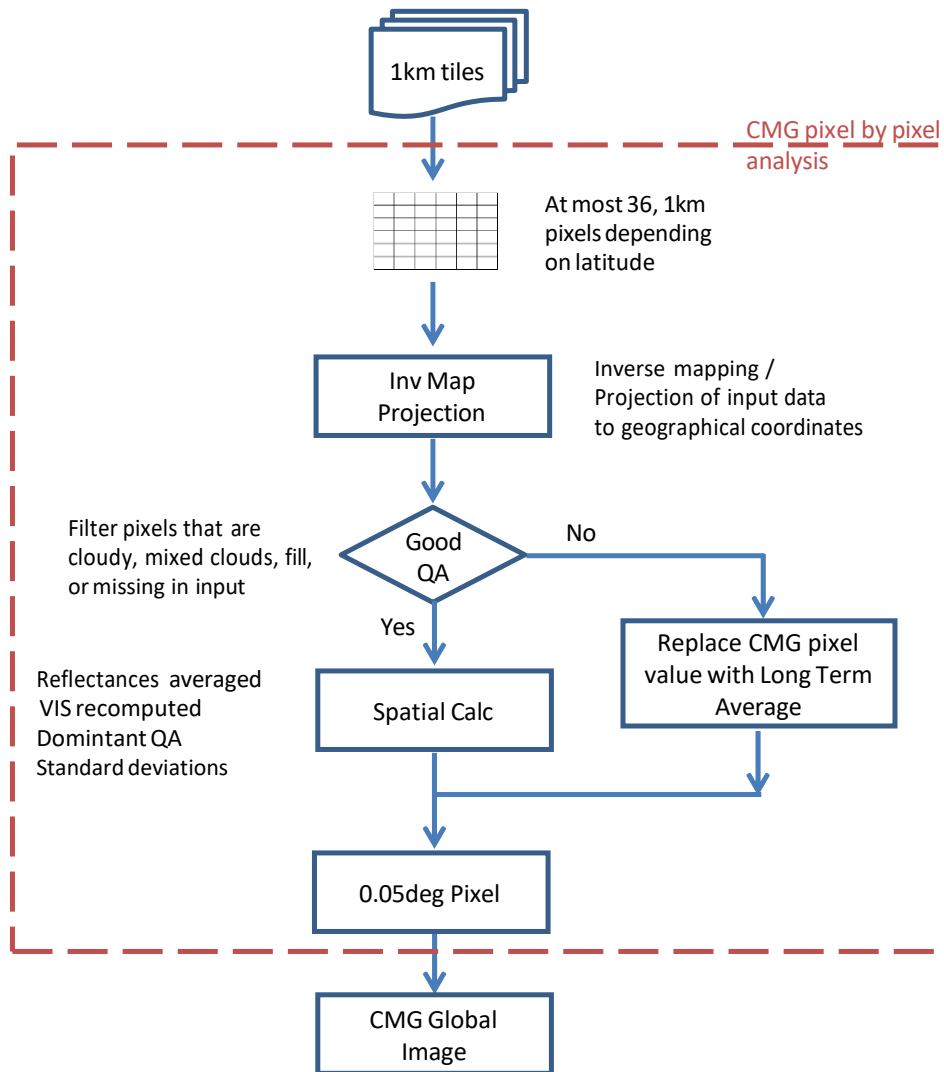 1km tiles
CMG pixel by pixel
analysis
At most 36, 1km
pixels depending
on latitude
Inv Map
Projection
Inverse mapping /
Projection of input data
to geographical coordinates
Filter pixels that are
cloudy, mixed clouds, fill,
or missing in input
Good
QA
No
Yes
Replace CMG pixel
value with Long Term
Average
Reflectances averaged
VIS recomputed
Domintant QA
Standard deviations
Spatial Calc
0.05deg Pixel
CMG Global
Image